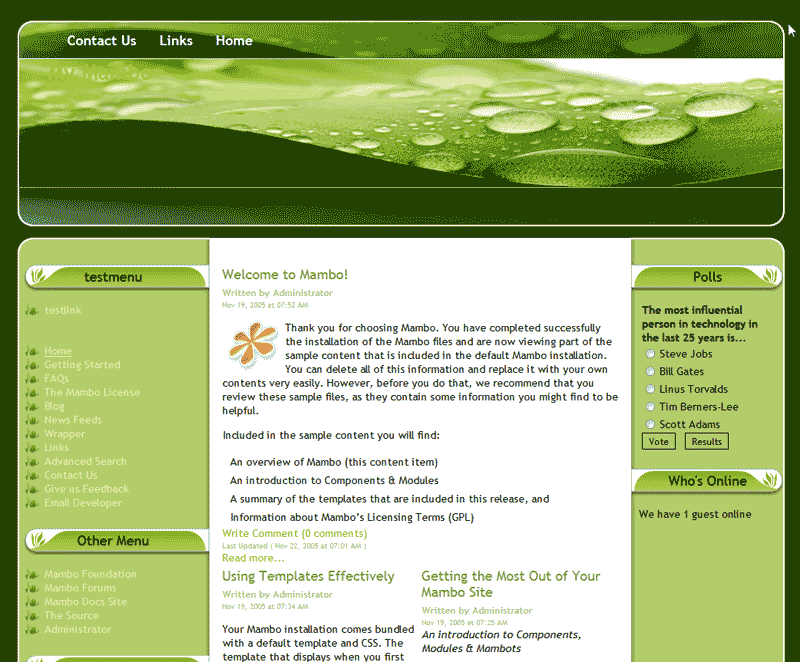 Contact Us Links Home
My Mambo
testmenu
testlink
Home
Getting Started
FAQs
The Mambo License
Blog
News Feeds
Wrapper
Links
Advanced Search
Contact Us
Give us Feedback
Email Developer
Other Menu
Mambo Foundation
Mambo Forums
Mambo Docs Site
The Source
Administrator
Welcome to Mambo!
Written by Administrator
Nov 19, 2005 at 07:52 AM
Thank you for choosing Mambo. You have completed successfully
the installation of the Mambo files and are now viewing part of the
sample content that is included in the default Mambo installation.
You can delete all of this information and replace it with your own
contents very easily. However, before you do that, we recommend that you
review these sample files, as they contain some information you might find to be
helpful.
Included in the sample content you will find:
An overview of Mambo (this content item)
An introduction to Components & Modules
A summary of the templates that are included in this release, and
Information about Mambo’s Licensing Terms (GPL)
Write Comment (0 comments)
Last Updated ( Nov 22, 2005 at 07:01 AM )
Read more...
Using Templates Effectively
Written by Administrator
Nov 19, 2005 at 07:34 AM
Your Mambo installation comes bundled
with a default template and CSS. The
template that displays when you first
Getting the Most Out of Your
Mambo Site
Written by Administrator
Nov 19, 2005 at 07:25 AM
An introduction to Components,
Modules & Mambots
Polls
The most influential
person in technology in
the last 25 years is...
Steve Jobs
Bill Gates
Linus Torvalds
Tim Berners-Lee
Scott Adams
Vote Results
Who's Online
We have 1 guest online